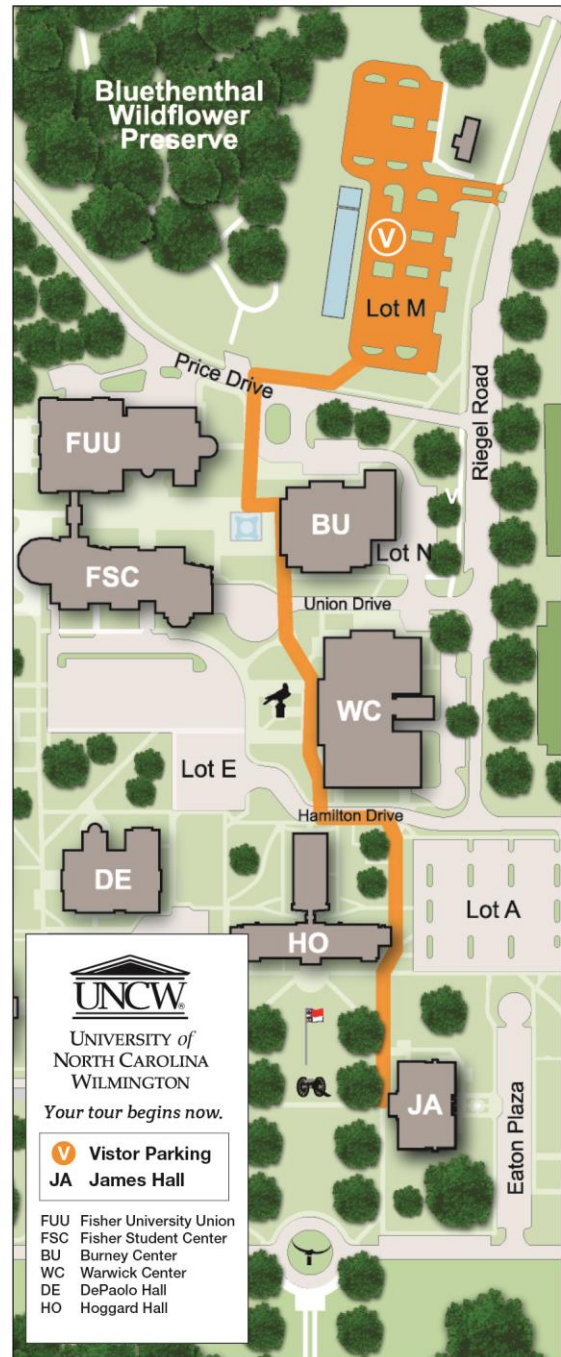 Bluethenthal
Wildflower
Preserve
V
Lot M
Price Drive
Riegel Road
FUU
V
BU
Lot N
FSC
Union Drive
WC
Lot E
Hamilton Drive
DE
Lot A
HO
UNCW®
UNIVERSITY of
NORTH CAROLINA
WILMINGTON
Your tour begins now.
V Vistor Parking
JA James Hall
FUU Fisher University Union
FSC Fisher Student Center
BU Burney Center
WC Warwick Center
DE DePaolo Hall
HO Hoggard Hall
JA
Eaton Plaza